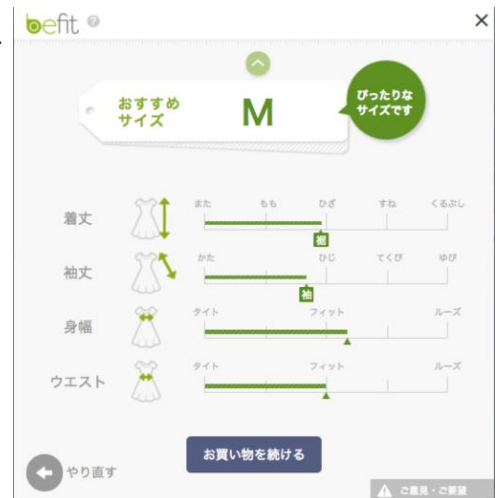 befit ?
おすすめ
サイズ
M
ぴったりな
サイズです
着丈
また もも ひざ すね くるぶし
裾
袖丈
かた ひじ てくび ゆび
袖
身幅
タイト フィット ルーズ
ウエスト
タイト フィット ルーズ
お買い物を続ける
やり直す
ご意見・ご要望